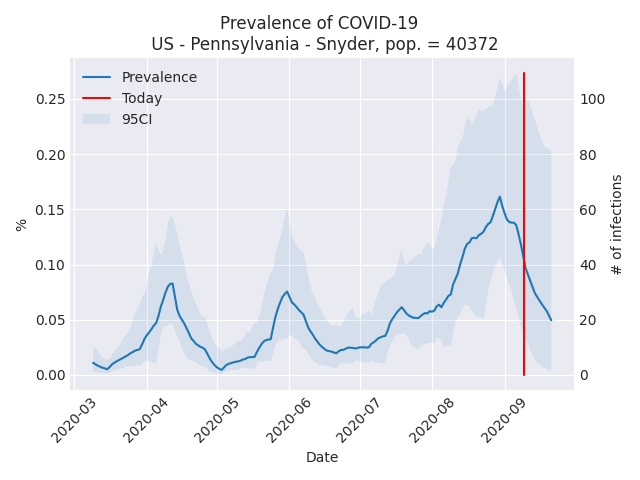 Prevalence of COVID-19
US - Pennsylvania - Snyder, pop. = 40372
Prevalence
Today
95CI
0.25
0.20
0.15
0.10
0.05
0.00
%
100
80
60
40
20
0
# of infections
2020-03
2020-04
2020-05
2020-06
2020-07
2020-08
2020-09
Date